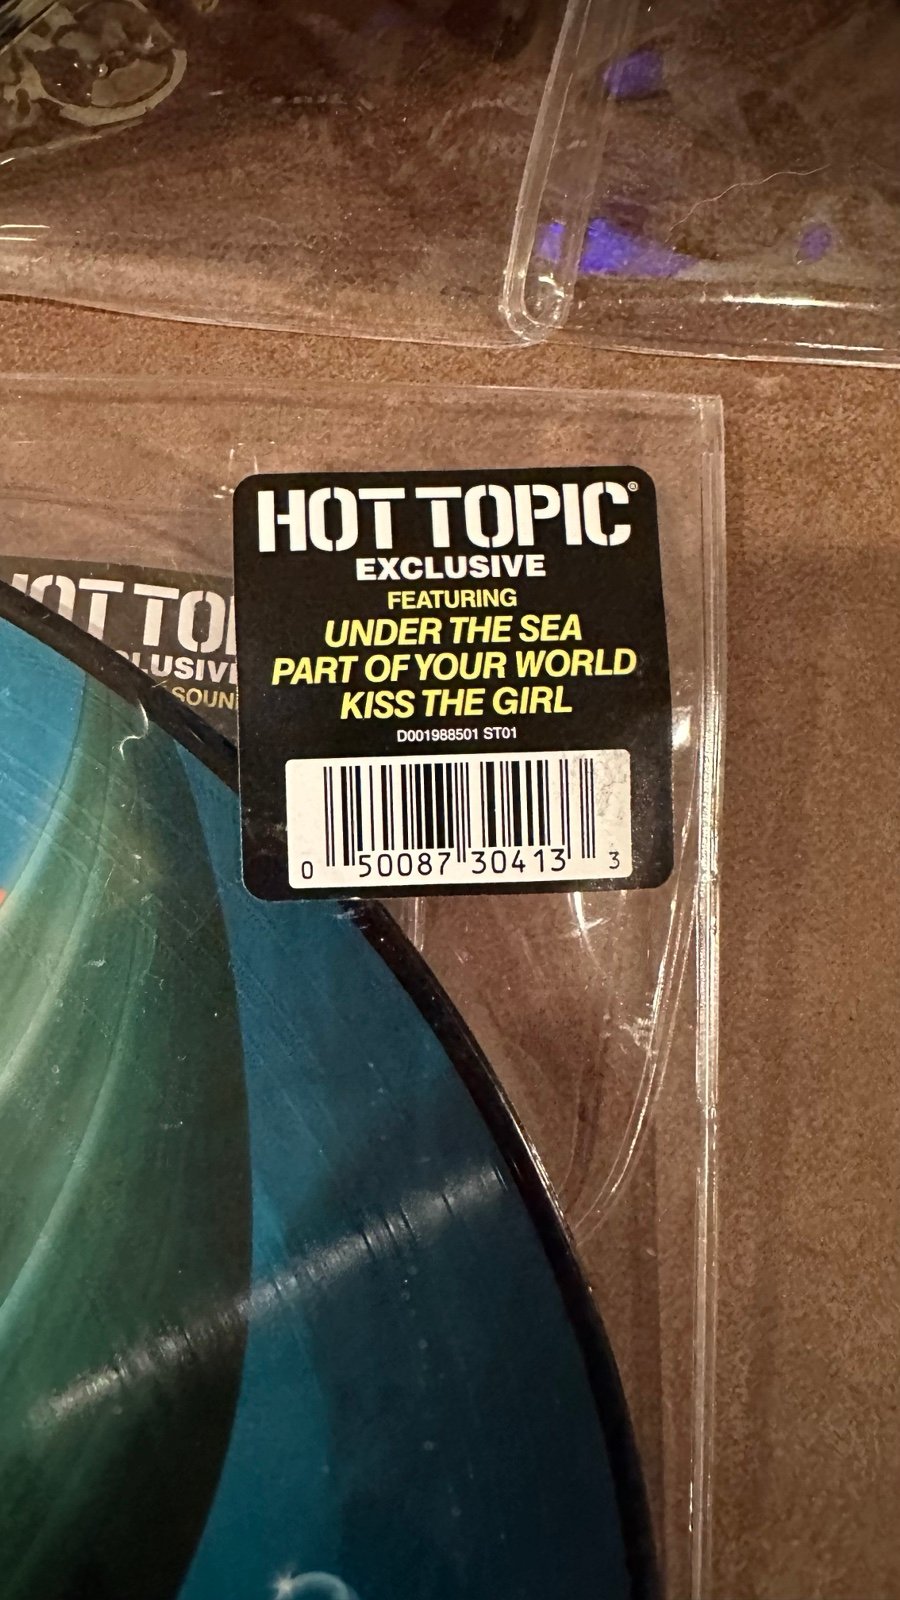 HOT TOPIC®
EXCLUSIVE
FEATURING
UNDER THE SEA
PART OF YOUR WORLD
KISS THE GIRL
D001988501 ST01
0 50087 30413 3